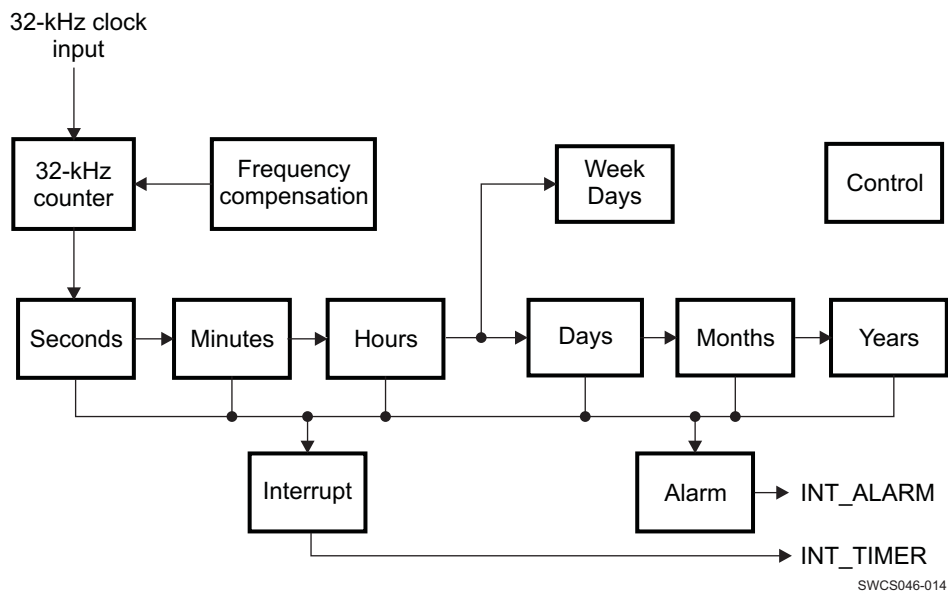 32-kHz clock
input
32-kHz
counter
Frequency
compensation
Week
Days
Control
Seconds
Minutes
Hours
Days
Months
Years
Interrupt
Alarm
INT_ALARM
INT_TIMER
SWCS046-014